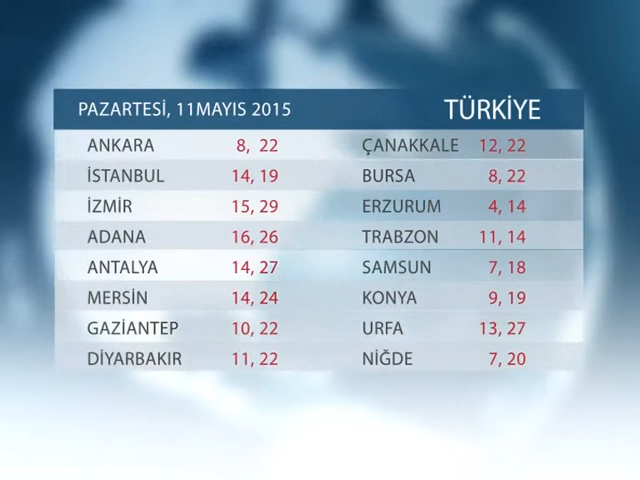 PAZARTESİ, 11MAYIS 2015 TÜRKİYE
ANKARA 8, 22 ÇANAKKALE 12, 22
İSTANBUL 14, 19 BURSA 8, 22
İZMİR 15, 29 ERZURUM 4, 14
ADANA 16, 26 TRABZON 11, 14
ANTALYA 14, 27 SAMSUN 7, 18
MERSİN 14, 24 KONYA 9, 19
GAZİANTEP 10, 22 URFA 13, 27
DİYARBAKIR 11, 22 NİĞDE 7, 20